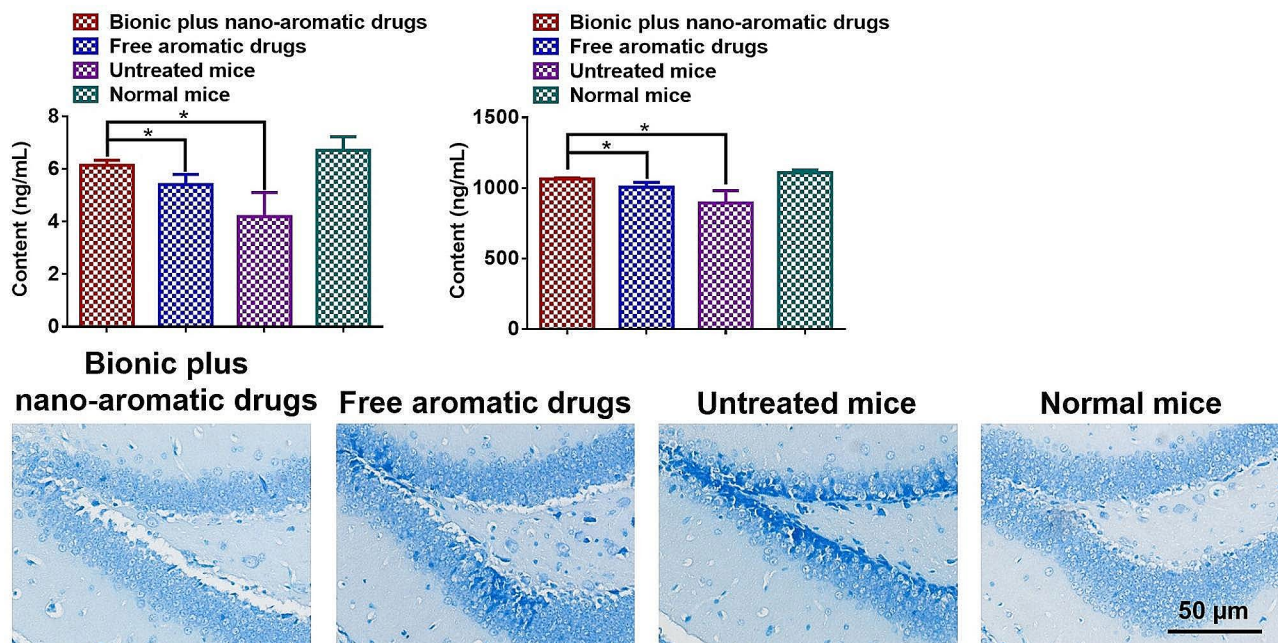 Bionic plus nano-aromatic drugs
Free aromatic drugs
Untreated mice
Normal mice
Content (ng/mL)
8
6
4
2
0
*
*
Bionic plus nano-aromatic drugs
Free aromatic drugs
Untreated mice
Normal mice
Content (ng/mL)
1500
1000
500
0
*
*
Bionic plus
nano-aromatic drugs
Free aromatic drugs
Untreated mice
Normal mice
50 µm